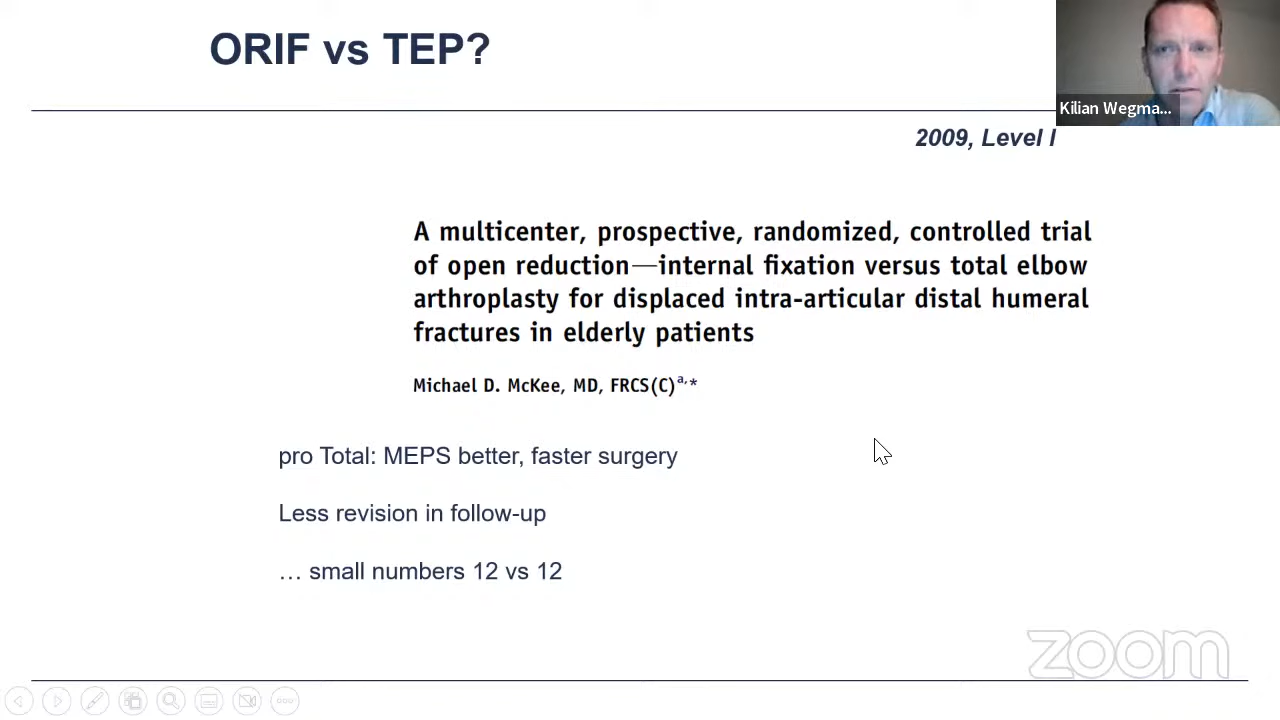 ORIF vs TEP?
Kilian Wegma...
2009, Level I
A multicenter, prospective, randomized, controlled trial
of open reduction—internal fixation versus total elbow
arthroplasty for displaced intra-articular distal humeral
fractures in elderly patients
Michael D. McKee, MD, FRCS(C)a,*
pro Total: MEPS better, faster surgery
Less revision in follow-up
… small numbers 12 vs 12
zoom